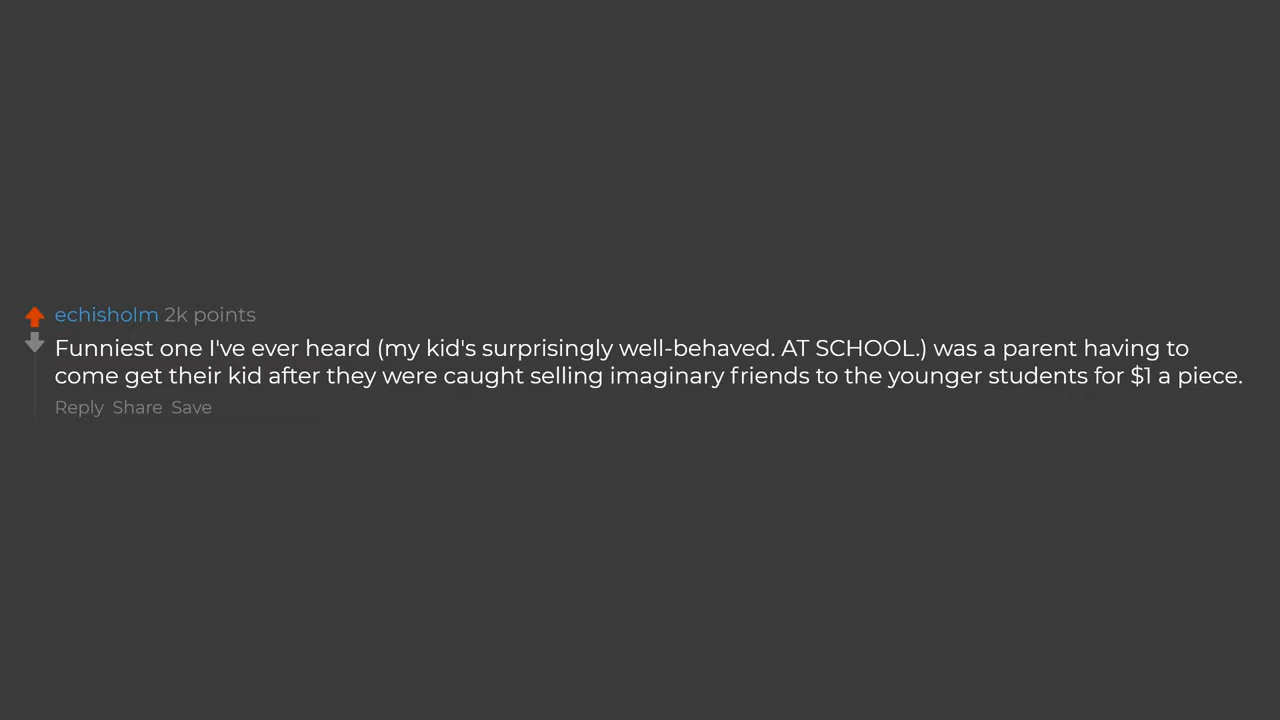 echisholm 2k points
Funniest one I've ever heard (my kid's surprisingly well-behaved. AT SCHOOL.) was a parent having to
come get their kid after they were caught selling imaginary friends to the younger students for $1 a piece.
Reply Share Save